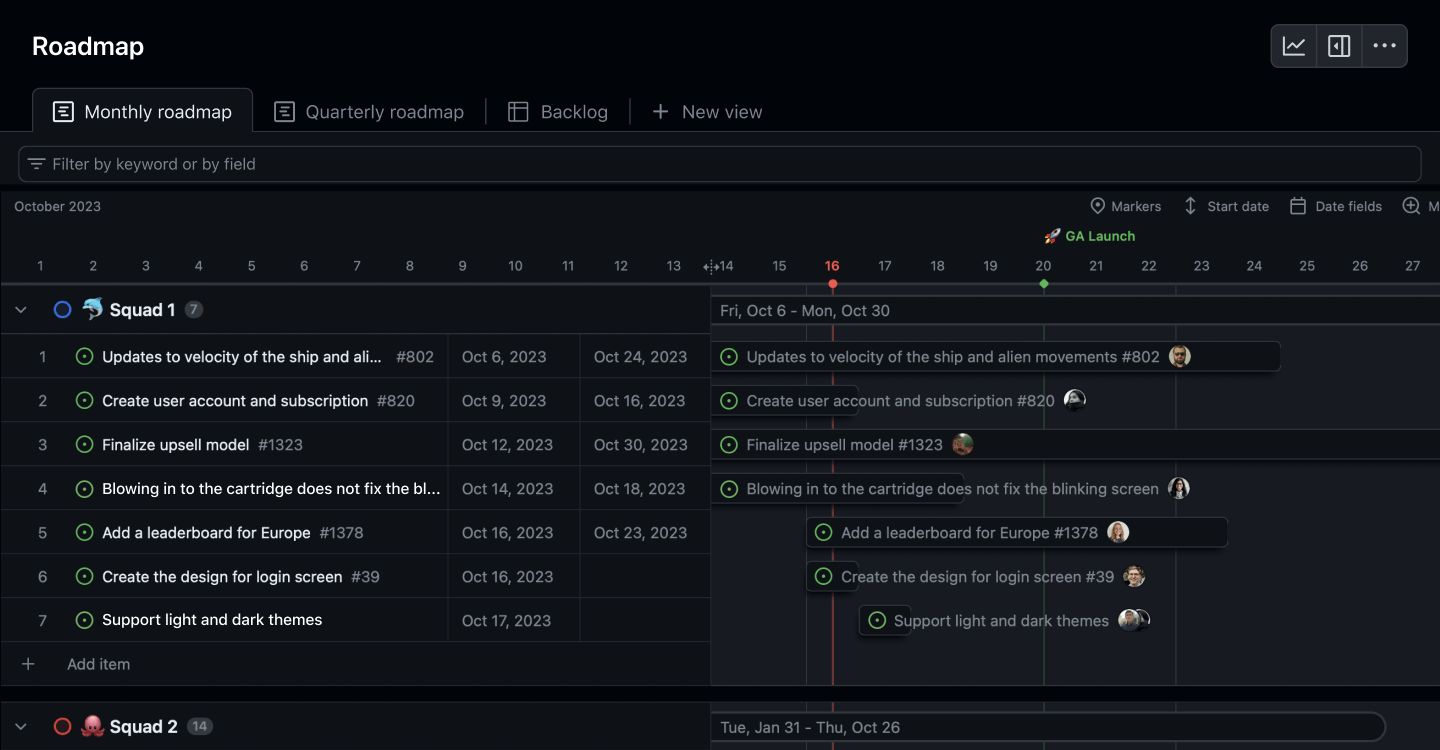 Roadmap
Monthly roadmap Quarterly roadmap Backlog New view
Filter by keyword or by field
October 2023 Markers Start date Date fields M
🚀 GA Launch
1 2 3 4 5 6 7 8 9 10 11 12 13 14 15 16 17 18 19 20 21 22 23 24 25 26 27
🐬 Squad 1 7 Fri, Oct 6 - Mon, Oct 30
1 Updates to velocity of the ship and ali... #802 Oct 6, 2023 Oct 24, 2023 Updates to velocity of the ship and alien movements #802
2 Create user account and subscription #820 Oct 9, 2023 Oct 16, 2023 Create user account and subscription #820
3 Finalize upsell model #1323 Oct 12, 2023 Oct 30, 2023 Finalize upsell model #1323
4 Blowing in to the cartridge does not fix the bl... Oct 14, 2023 Oct 18, 2023 Blowing in to the cartridge does not fix the blinking screen
5 Add a leaderboard for Europe #1378 Oct 16, 2023 Oct 23, 2023 Add a leaderboard for Europe #1378
6 Create the design for login screen #39 Oct 16, 2023 Create the design for login screen #39
7 Support light and dark themes Oct 17, 2023 Support light and dark themes
Add item
🐙 Squad 2 14 Tue, Jan 31 - Thu, Oct 26